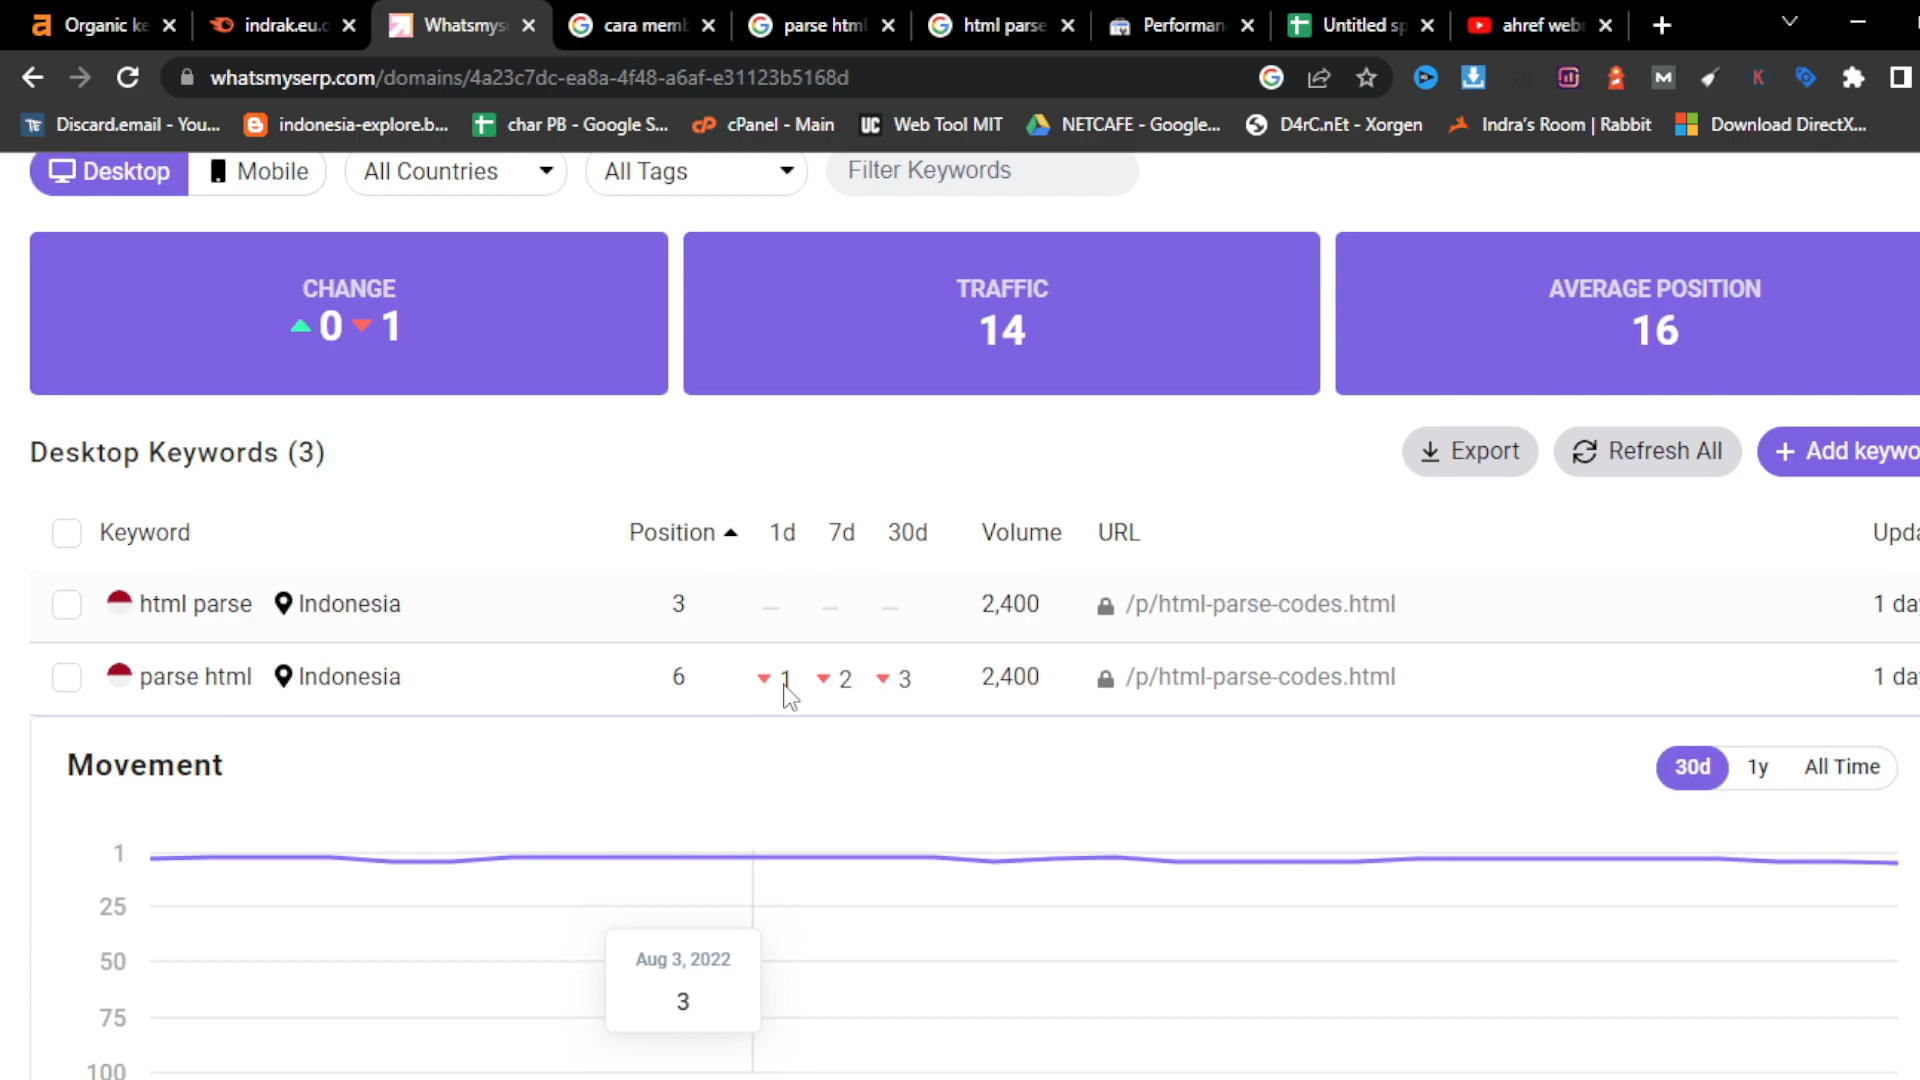 Organic ke
indrak.eu.o
Whatsmys
cara mem
parse html
html parse
Performan
Untitled sp
ahref web
whatsmyserp.com/domains/4a23c7dc-ea8a-4f48-a6af-e31123b5168d
Discard.email - You...
indonesia-explore.b...
char PB - Google S...
cPanel - Main
UC Web Tool MIT
NETCAFE - Google...
D4rC.nEt - Xorgen
Indra's Room | Rabbit
Download DirectX...
Desktop
Mobile
All Countries
All Tags
Filter Keywords
CHANGE
0 1
TRAFFIC
14
AVERAGE POSITION
16
Desktop Keywords (3)
Export
Refresh All
+ Add keywo
Keyword Position 1d 7d 30d Volume URL Upda
html parse Indonesia 3 – – – 2,400 /p/html-parse-codes.html 1 da
parse html Indonesia 6 1 2 3 2,400 /p/html-parse-codes.html 1 da
Movement
30d 1y All Time
1
25
50
75
100
Aug 3, 2022
3